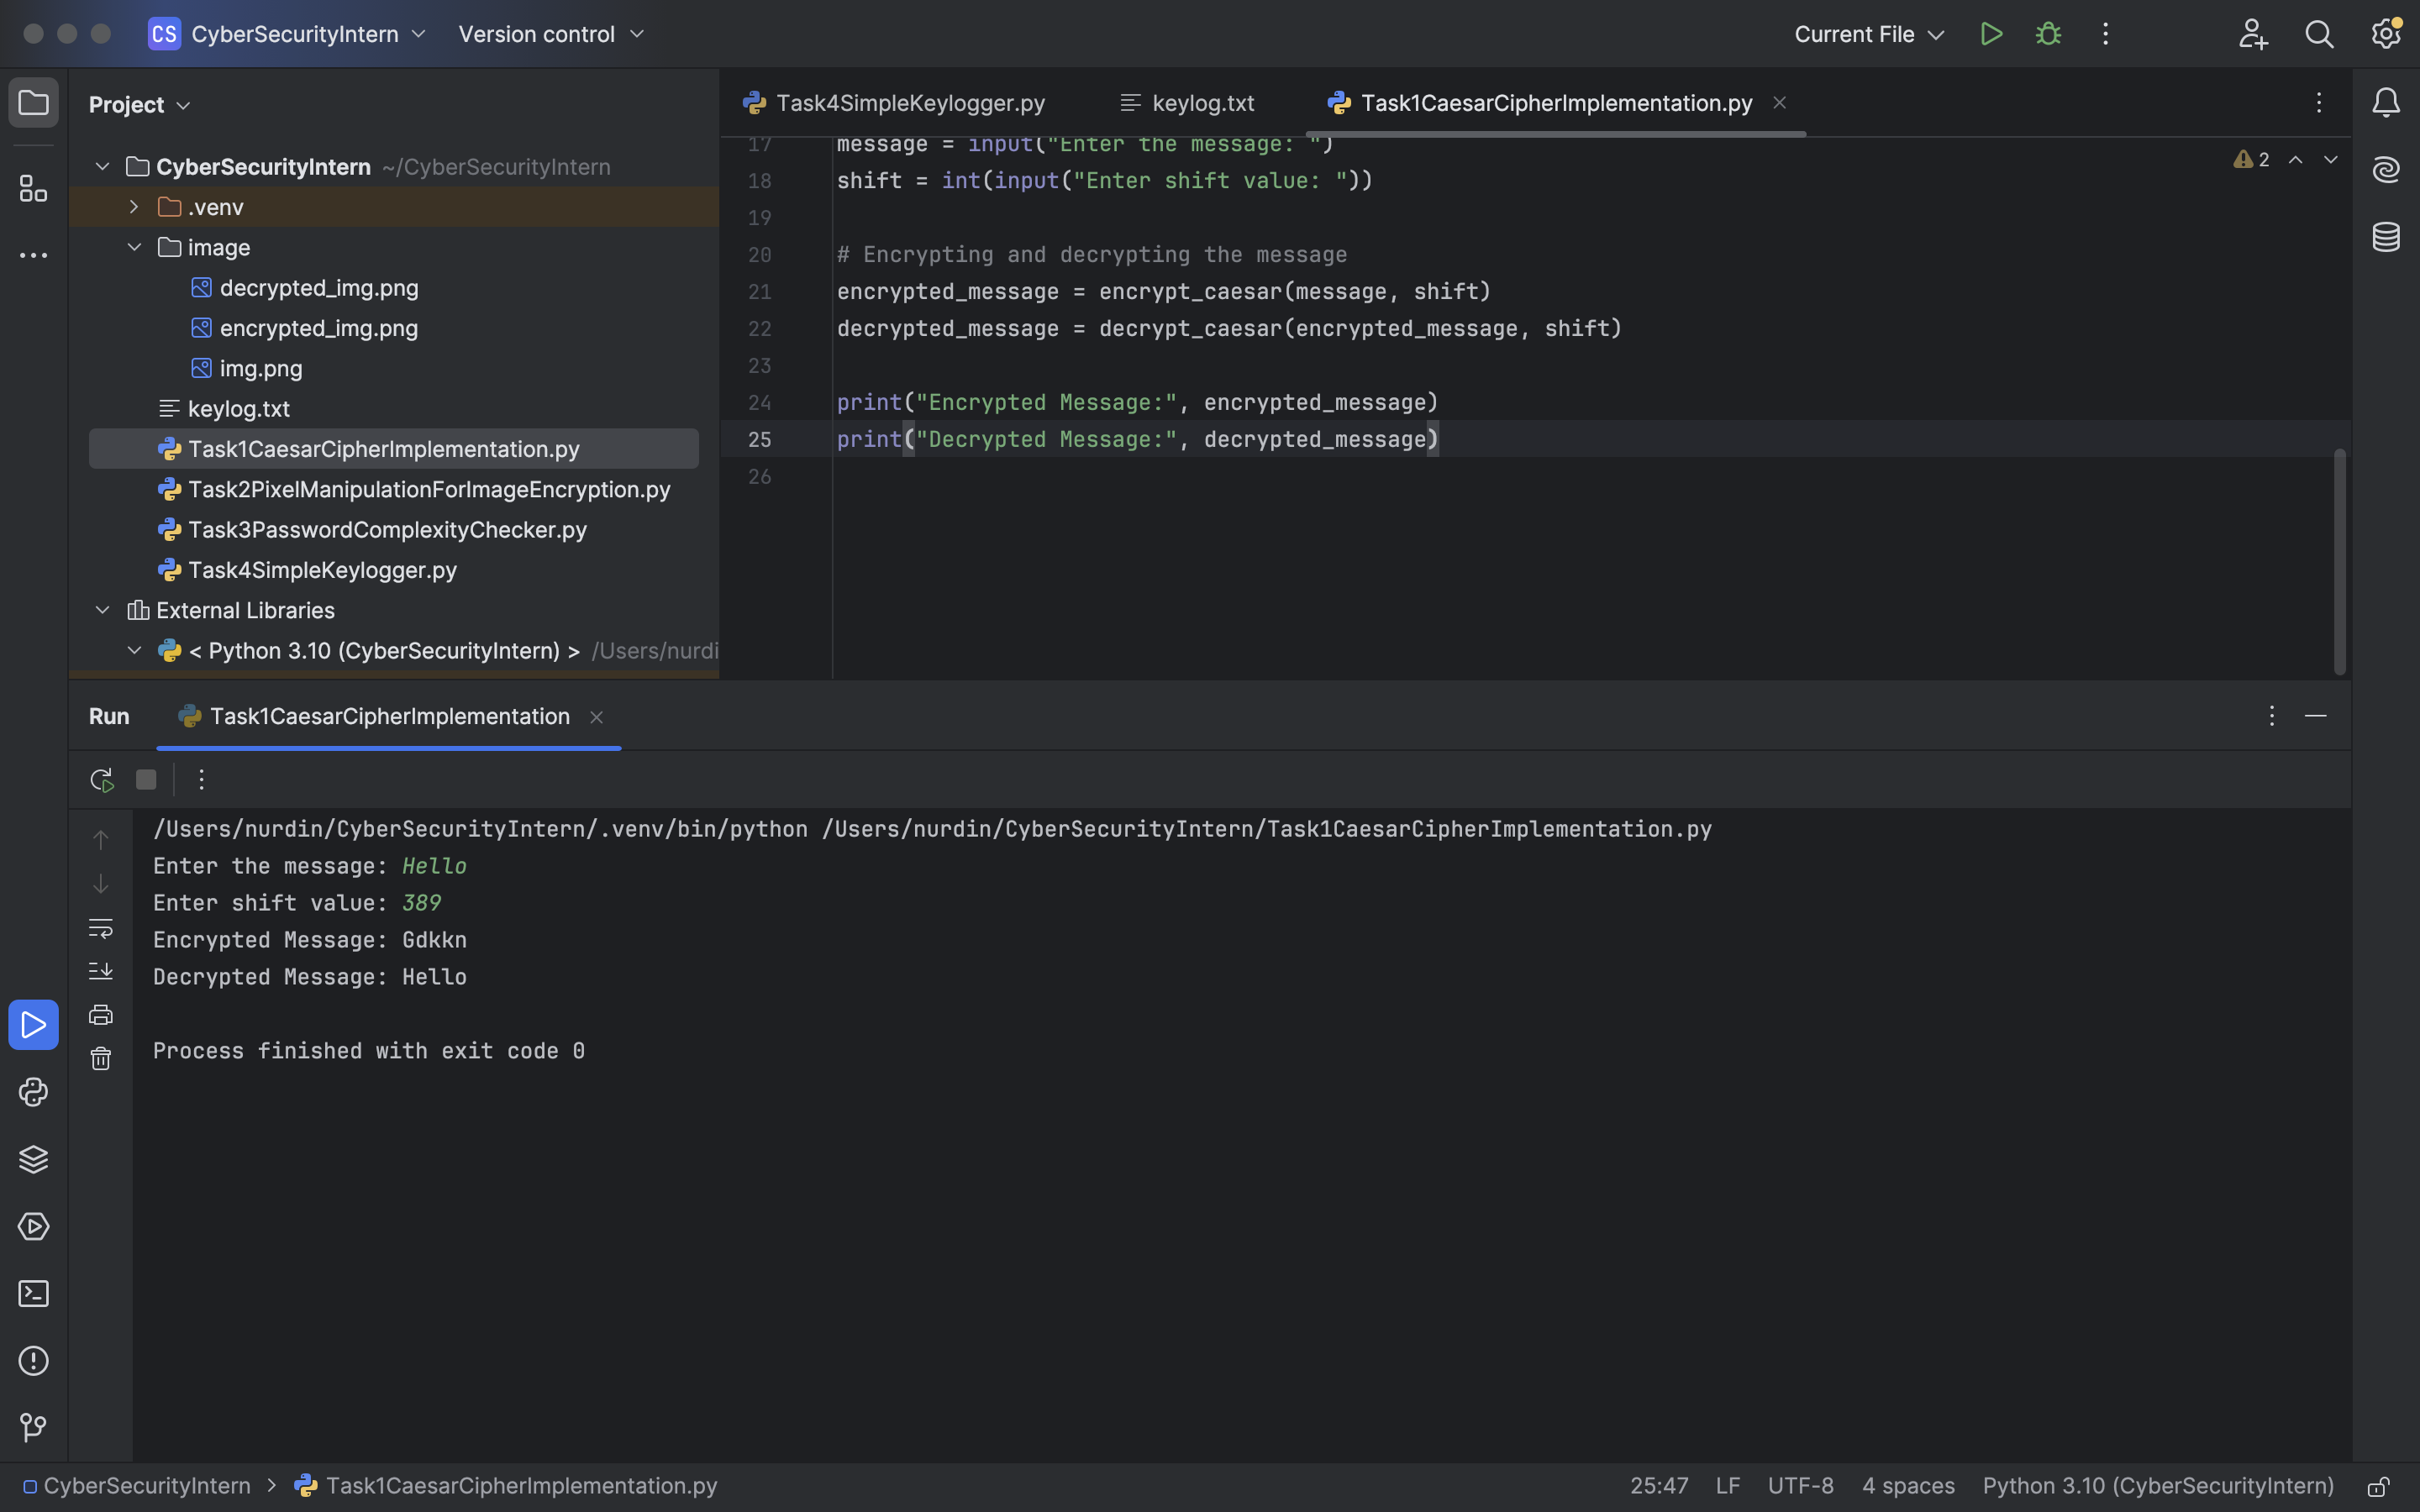 CS CyberSecurityIntern Version control Current File
Project
CyberSecurityIntern ~/CyberSecurityIntern
.venv
image
decrypted_img.png
encrypted_img.png
img.png
keylog.txt
Task1CaesarCipherImplementation.py
Task2PixelManipulationForImageEncryption.py
Task3PasswordComplexityChecker.py
Task4SimpleKeylogger.py
External Libraries
< Python 3.10 (CyberSecurityIntern) > /Users/nurdi
Task4SimpleKeylogger.py keylog.txt Task1CaesarCipherImplementation.py
2
17 message = input("Enter the message: ")
18 shift = int(input("Enter shift value: "))
19
20 # Encrypting and decrypting the message
21 encrypted_message = encrypt_caesar(message, shift)
22 decrypted_message = decrypt_caesar(encrypted_message, shift)
23
24 print("Encrypted Message:", encrypted_message)
25 print("Decrypted Message:", decrypted_message)
26
Run Task1CaesarCipherImplementation
/Users/nurdin/CyberSecurityIntern/.venv/bin/python /Users/nurdin/CyberSecurityIntern/Task1CaesarCipherImplementation.py
Enter the message: Hello
Enter shift value: 389
Encrypted Message: Gdkkn
Decrypted Message: Hello
Process finished with exit code 0
CyberSecurityIntern > Task1CaesarCipherImplementation.py 25:47 LF UTF-8 4 spaces Python 3.10 (CyberSecurityIntern)